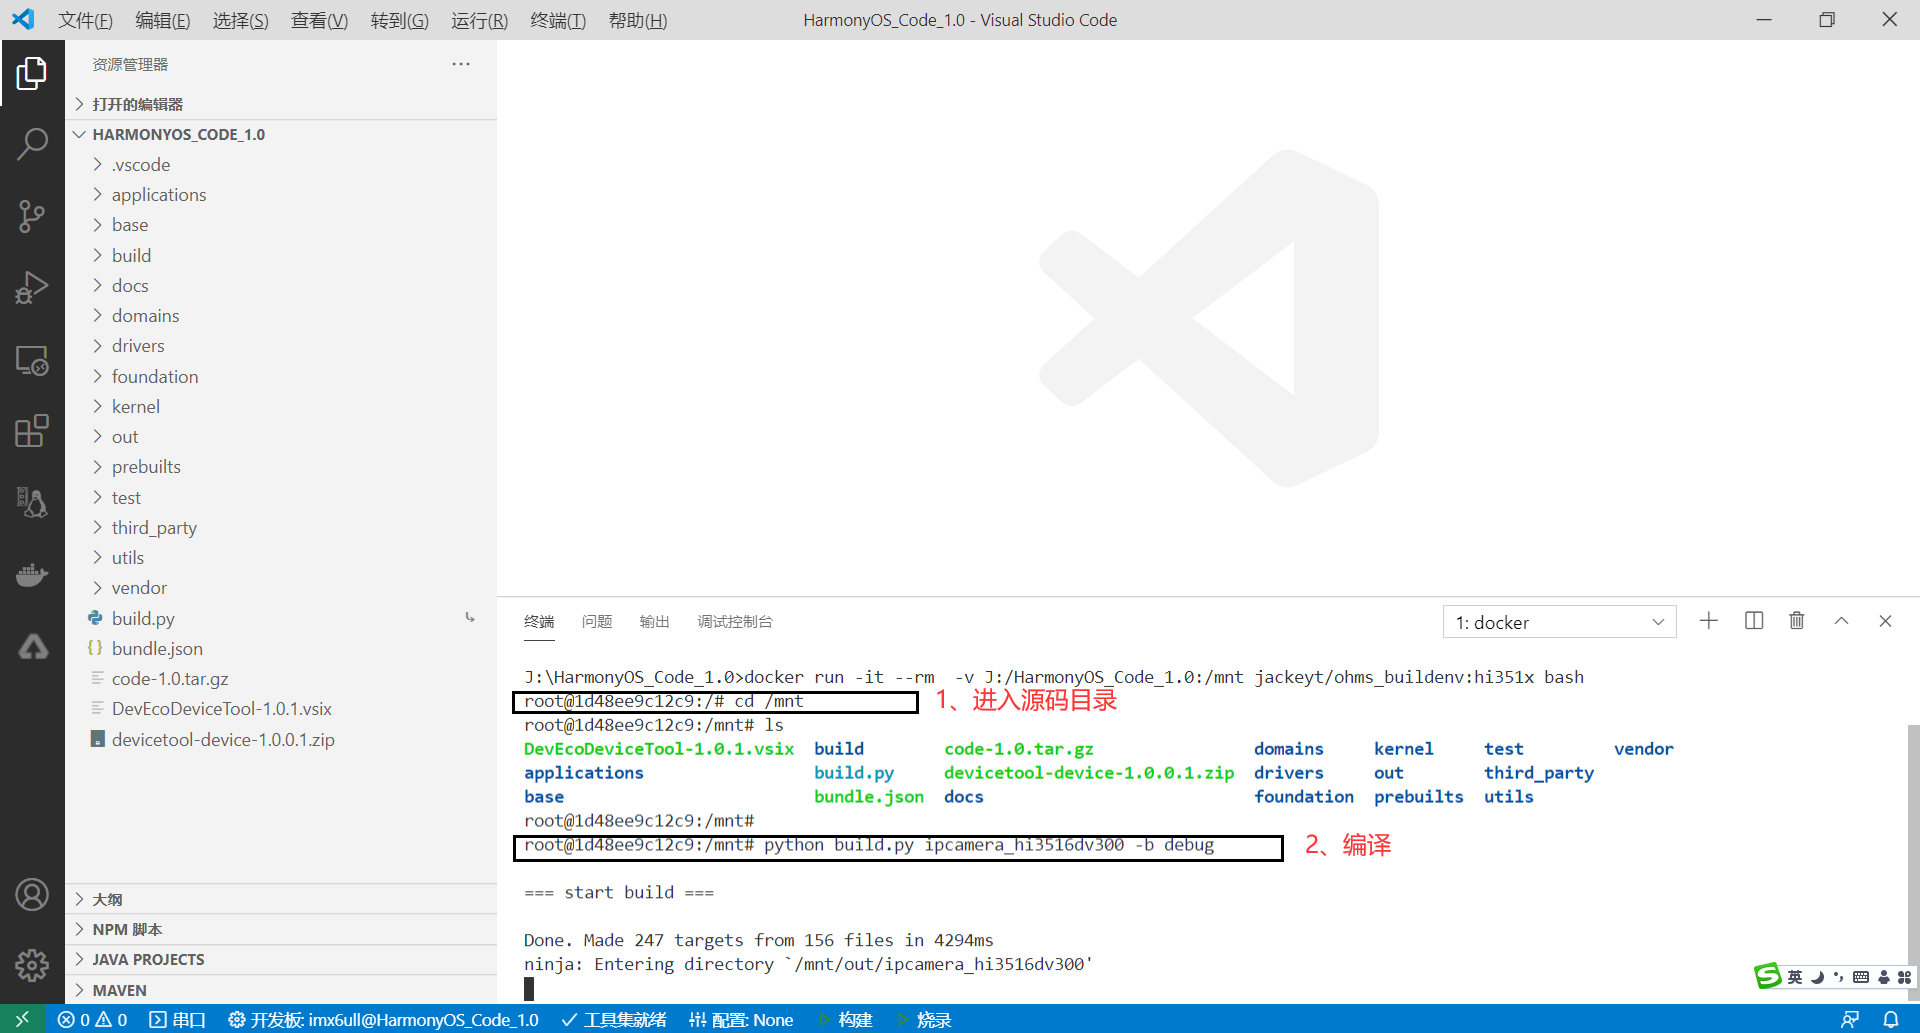 文件(F) 编辑(E) 选择(S) 查看(V) 转到(G) 运行(R) 终端(T) 帮助(H) HarmonyOS_Code_1.0 - Visual Studio Code
资源管理器 ···
打开的编辑器
HARMONYOS_CODE_1.0
.vscode
applications
base
build
docs
domains
drivers
foundation
kernel
out
prebuilts
test
third_party
utils
vendor
build.py
bundle.json
code-1.0.tar.gz
DevEcoDeviceTool-1.0.1.vsix
devicetool-device-1.0.0.1.zip
大纲
NPM 脚本
JAVA PROJECTS
MAVEN
终端 问题 输出 调试控制台 1: docker
J:\HarmonyOS_Code_1.0>docker run -it --rm  -v J:/HarmonyOS_Code_1.0:/mnt jackeyt/ohms_buildenv:hi351x bash
root@1d48ee9c12c9:/# cd /mnt 1、进入源码目录
root@1d48ee9c12c9:/mnt# ls
DevEcoDeviceTool-1.0.1.vsix build code-1.0.tar.gz domains kernel test vendor
applications build.py devicetool-device-1.0.0.1.zip drivers out third_party
base bundle.json docs foundation prebuilts utils
root@1d48ee9c12c9:/mnt#
root@1d48ee9c12c9:/mnt# python build.py ipcamera_hi3516dv300 -b debug 2、编译
=== start build ===
Done. Made 247 targets from 156 files in 4294ms
ninja: Entering directory `/mnt/out/ipcamera_hi3516dv300'
英
0 0 串口 开发板: imx6ull@HarmonyOS_Code_1.0 工具集就绪 配置: None 构建 烧录